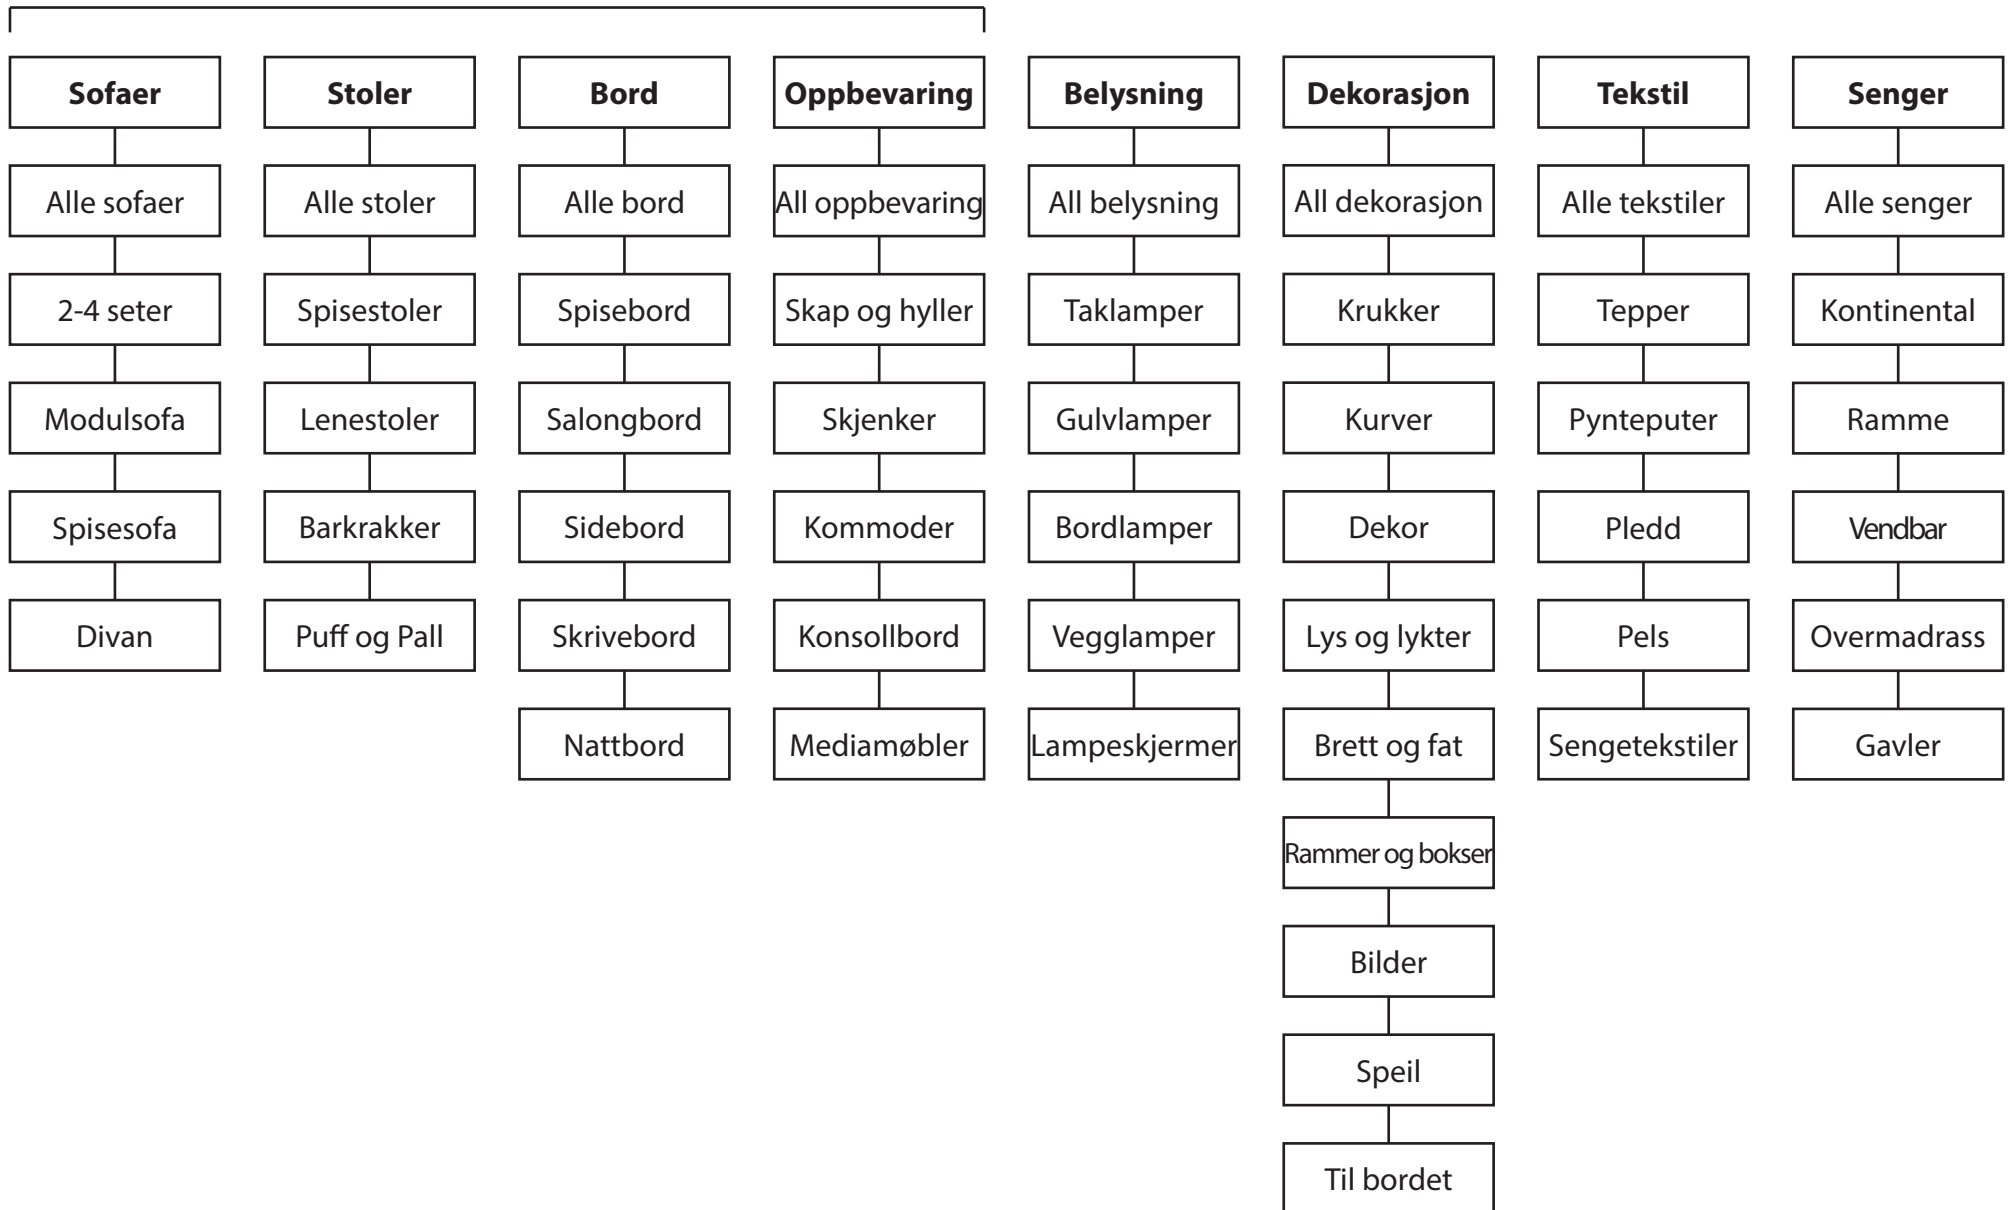 Sofaer
Alle sofaer
2-4 seter
Modulsofa
Spisesofa
Divan
Stoler
Alle stoler
Spisestoler
Lenestoler
Barkrakker
Puff og Pall
Bord
Alle bord
Spisebord
Salongbord
Sidebord
Skrivebord
Nattbord
Oppbevaring
All oppbevaring
Skap og hyller
Skjenker
Kommoder
Konsollbord
Mediamøbler
Belysning
All belysning
Taklamper
Gulvlamper
Bordlamper
Vegglamper
Lampeskjermer
Dekorasjon
All dekorasjon
Krukker
Kurver
Dekor
Lys og lykter
Brett og fat
Rammer og bokser
Bilder
Speil
Til bordet
Tekstil
Alle tekstiler
Tepper
Pynteputer
Pledd
Pels
Sengetekstiler
Senger
Alle senger
Kontinental
Ramme
Vendbar
Overmadrass
Gavler